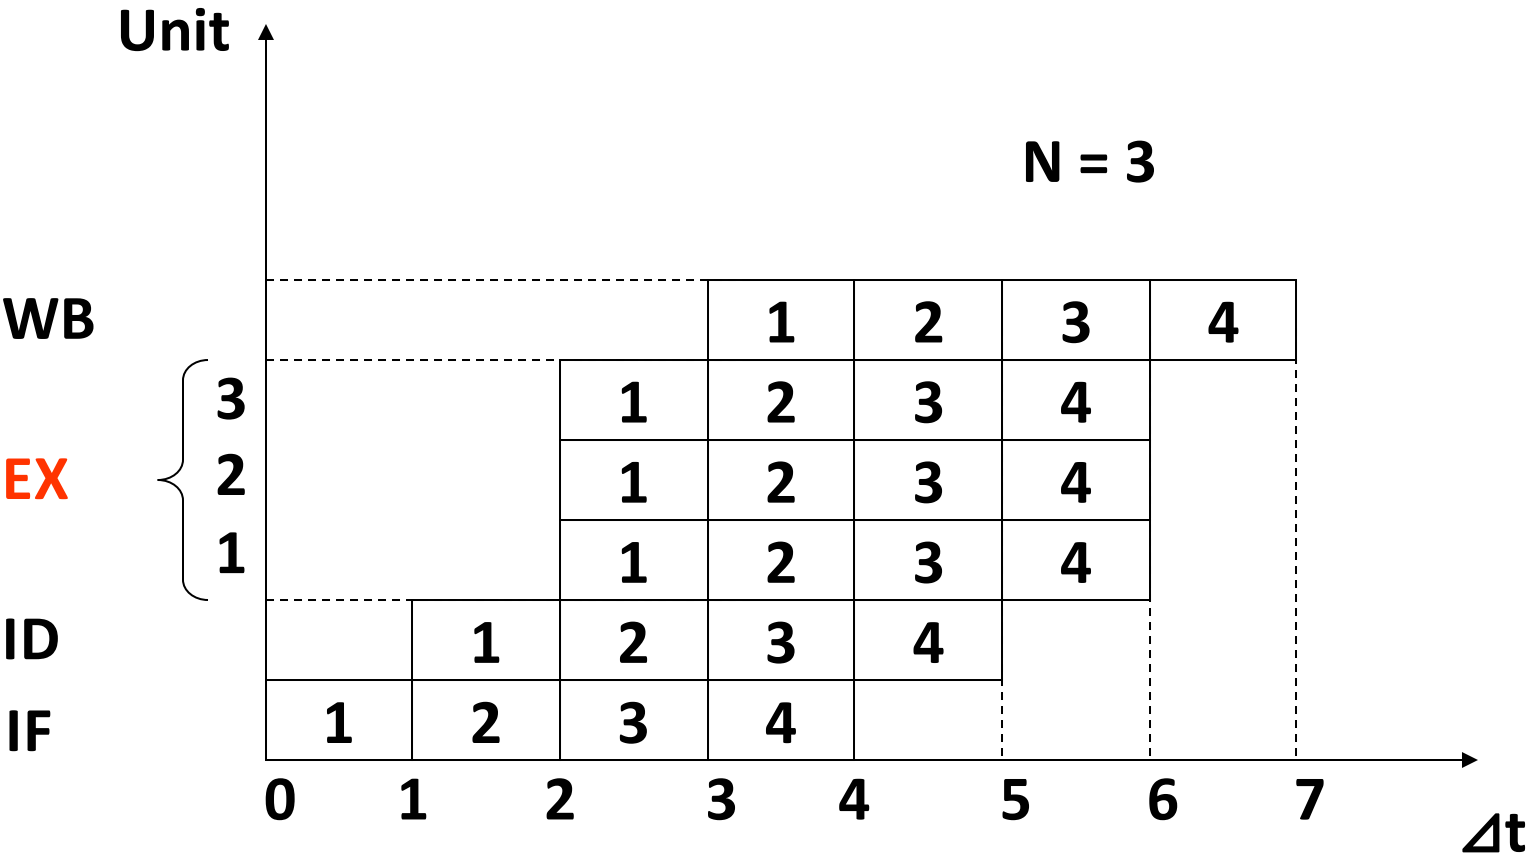 Unit
N = 3
WB 1 2 3 4
3 1 2 3 4
EX 2 1 2 3 4
1 1 2 3 4
ID 1 2 3 4
IF 1 2 3 4
0 1 2 3 4 5 6 7
⊿t